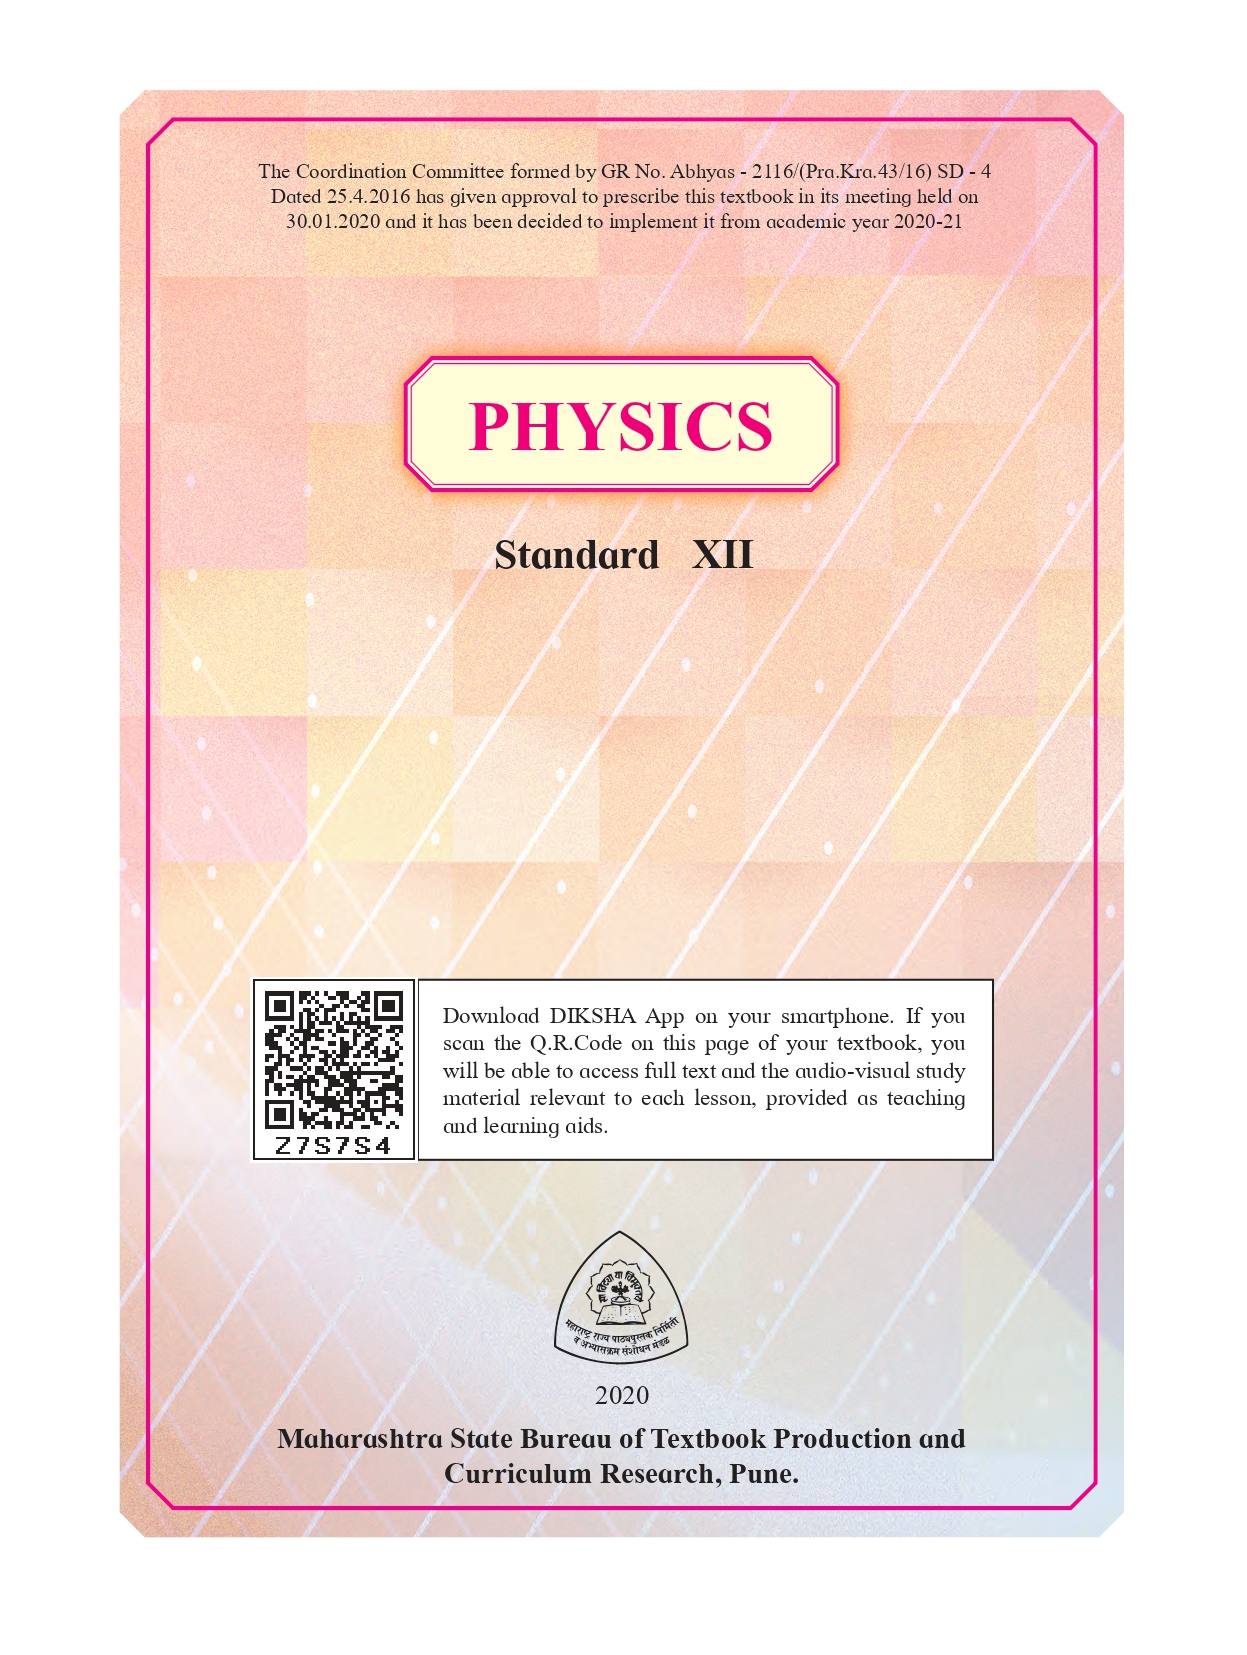 The Coordination Committee formed by GR No. Abhyas - 2116/(Pra.Kra.43/16) SD - 4
Dated 25.4.2016 has given approval to prescribe this textbook in its meeting held on
30.01.2020 and it has been decided to implement it from academic year 2020-21
PHYSICS
Standard XII
Download DIKSHA App on your smartphone. If you
scan the Q.R.Code on this page of your textbook, you
will be able to access full text and the audio-visual study
material relevant to each lesson, provided as teaching
and learning aids.
Z7S7S4
सा विद्या या विमुक्तये
महाराष्ट्र राज्य पाठ्यपुस्तक निर्मिती
व अभ्यासक्रम संशोधन मंडळ
2020
Maharashtra State Bureau of Textbook Production and
Curriculum Research, Pune.